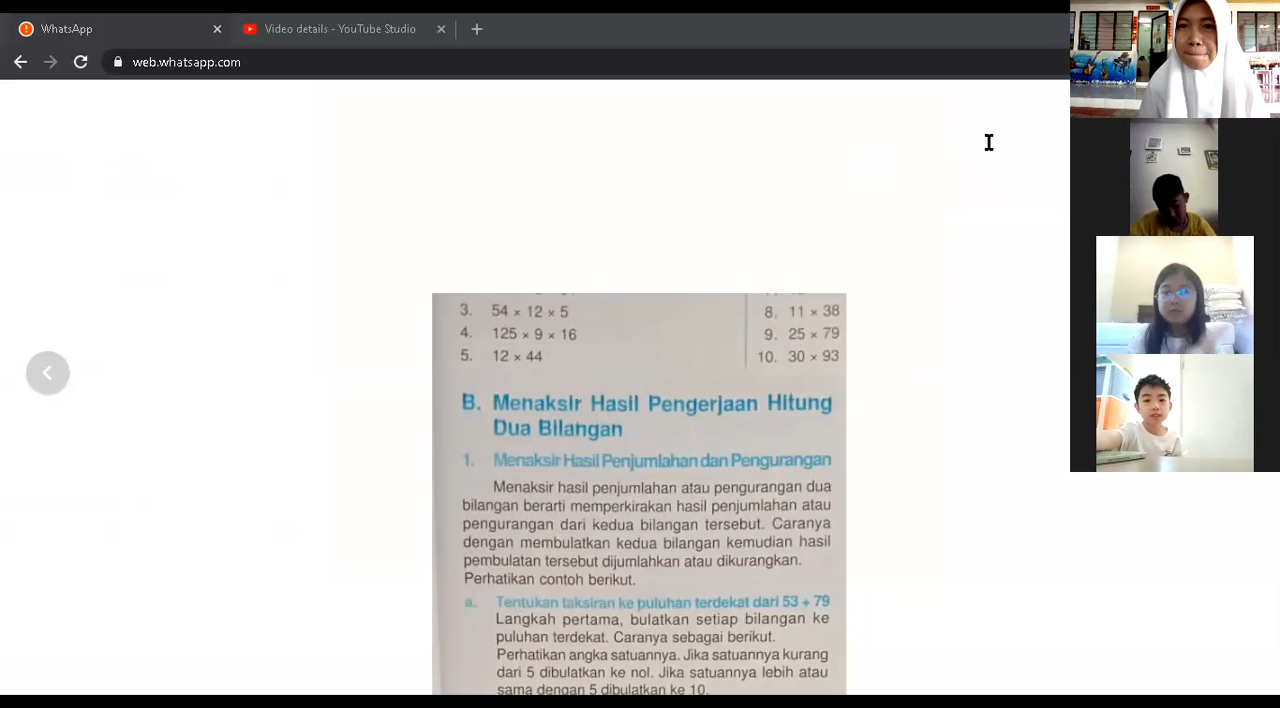 WhatsApp
Video details - YouTube Studio
web.whatsapp.com
3. 54 × 12 × 5
4. 125 × 9 × 16
5. 12 × 44
8. 11 × 38
9. 25 × 79
10. 30 × 93
B. Menaksir Hasil Pengerjaan Hitung
Dua Bilangan
1. Menaksir Hasil Penjumlahan dan Pengurangan
Menaksir hasil penjumlahan atau pengurangan dua
bilangan berarti memperkirakan hasil penjumlahan atau
pengurangan dari kedua bilangan tersebut. Caranya
dengan membulatkan kedua bilangan kemudian hasil
pembulatan tersebut dijumlahkan atau dikurangkan.
Perhatikan contoh berikut.
a. Tentukan taksiran ke puluhan terdekat dari 53 + 79
Langkah pertama, bulatkan setiap bilangan ke
puluhan terdekat. Caranya sebagai berikut.
Perhatikan angka satuannya. Jika satuannya kurang
dari 5 dibulatkan ke nol. Jika satuannya lebih atau
sama dengan 5 dibulatkan ke 10.